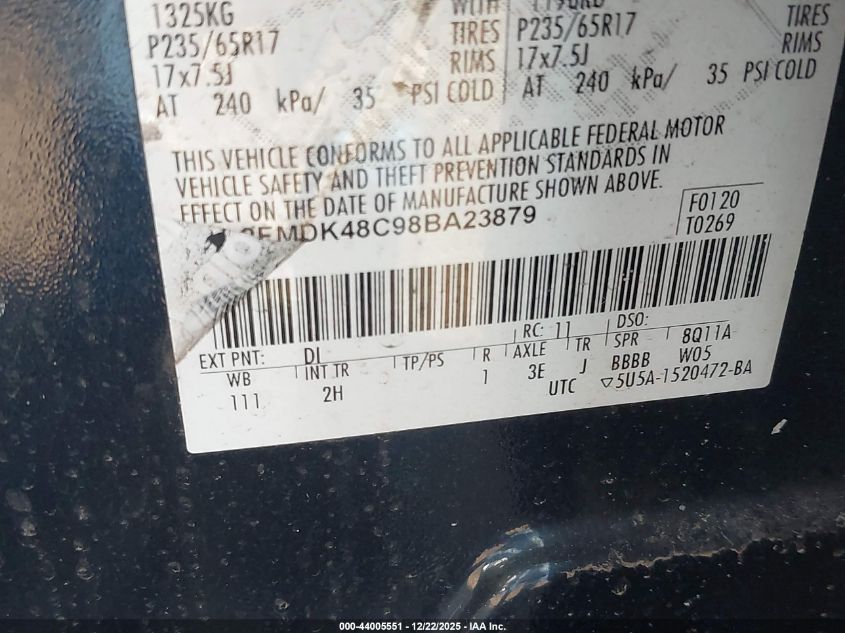 1325KG
P235/65R17
17x7.5J
AT 240 kPa/ 35 PSI COLD
WITH
TIRES
RIMS
P235/65R17
17x7.5J
AT 240 kPa/ 35 PSI COLD
TIRES
RIMS
THIS VEHICLE CONFORMS TO ALL APPLICABLE FEDERAL MOTOR
VEHICLE SAFETY AND THEFT PREVENTION STANDARDS IN
EFFECT ON THE DATE OF MANUFACTURE SHOWN ABOVE.
MDK48C98BA23879
F0120
T0269
RC: 11 DSO:
EXT PNT: DI
WB INT TR TP/PS R AXLE TR SPR 8Q11A
111 2H 1 3E J BBBB W05
UTC ▽5U5A-1520472-BA
000-44005551 - 12/22/2025 - IAA Inc.